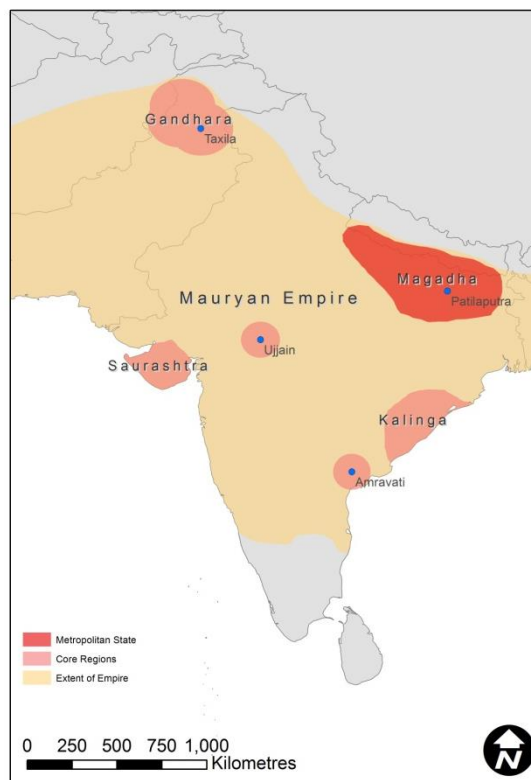 Gandhara
Taxila
Magadha
Patilaputra
Mauryan Empire
Ujjain
Saurashtra
Kalinga
Amravati
Metropolitan State
Core Regions
Extent of Empire
0 250 500 750 1,000
Kilometres
N